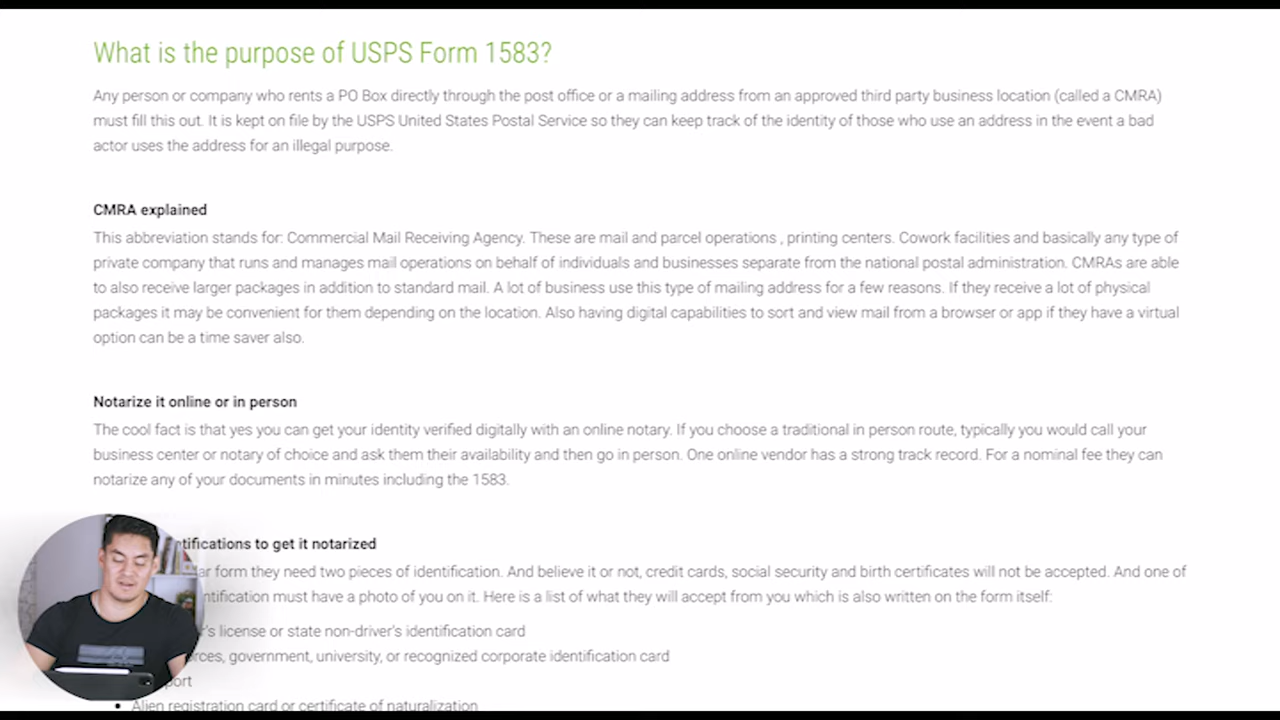 What is the purpose of USPS Form 1583?
Any person or company who rents a PO Box directly through the post office or a mailing address from an approved third party business location (called a CMRA)
must fill this out. It is kept on file by the USPS United States Postal Service so they can keep track of the identity of those who use an address in the event a bad
actor uses the address for an illegal purpose.
CMRA explained
This abbreviation stands for: Commercial Mail Receiving Agency. These are mail and parcel operations , printing centers. Cowork facilities and basically any type of
private company that runs and manages mail operations on behalf of individuals and businesses separate from the national postal administration. CMRAs are able
to also receive larger packages in addition to standard mail. A lot of business use this type of mailing address for a few reasons. If they receive a lot of physical
packages it may be convenient for them depending on the location. Also having digital capabilities to sort and view mail from a browser or app if they have a virtual
option can be a time saver also.
Notarize it online or in person
The cool fact is that yes you can get your identity verified digitally with an online notary. If you choose a traditional in person route, typically you would call your
business center or notary of choice and ask them their availability and then go in person. One online vendor has a strong track record. For a nominal fee they can
notarize any of your documents in minutes including the 1583.
tifications to get it notarized
ar form they need two pieces of identification. And believe it or not, credit cards, social security and birth certificates will not be accepted. And one of
ntification must have a photo of you on it. Here is a list of what they will accept from you which is also written on the form itself:
's license or state non-driver's identification card
rces, government, university, or recognized corporate identification card
port
• Alien registration card or certificate of naturalization